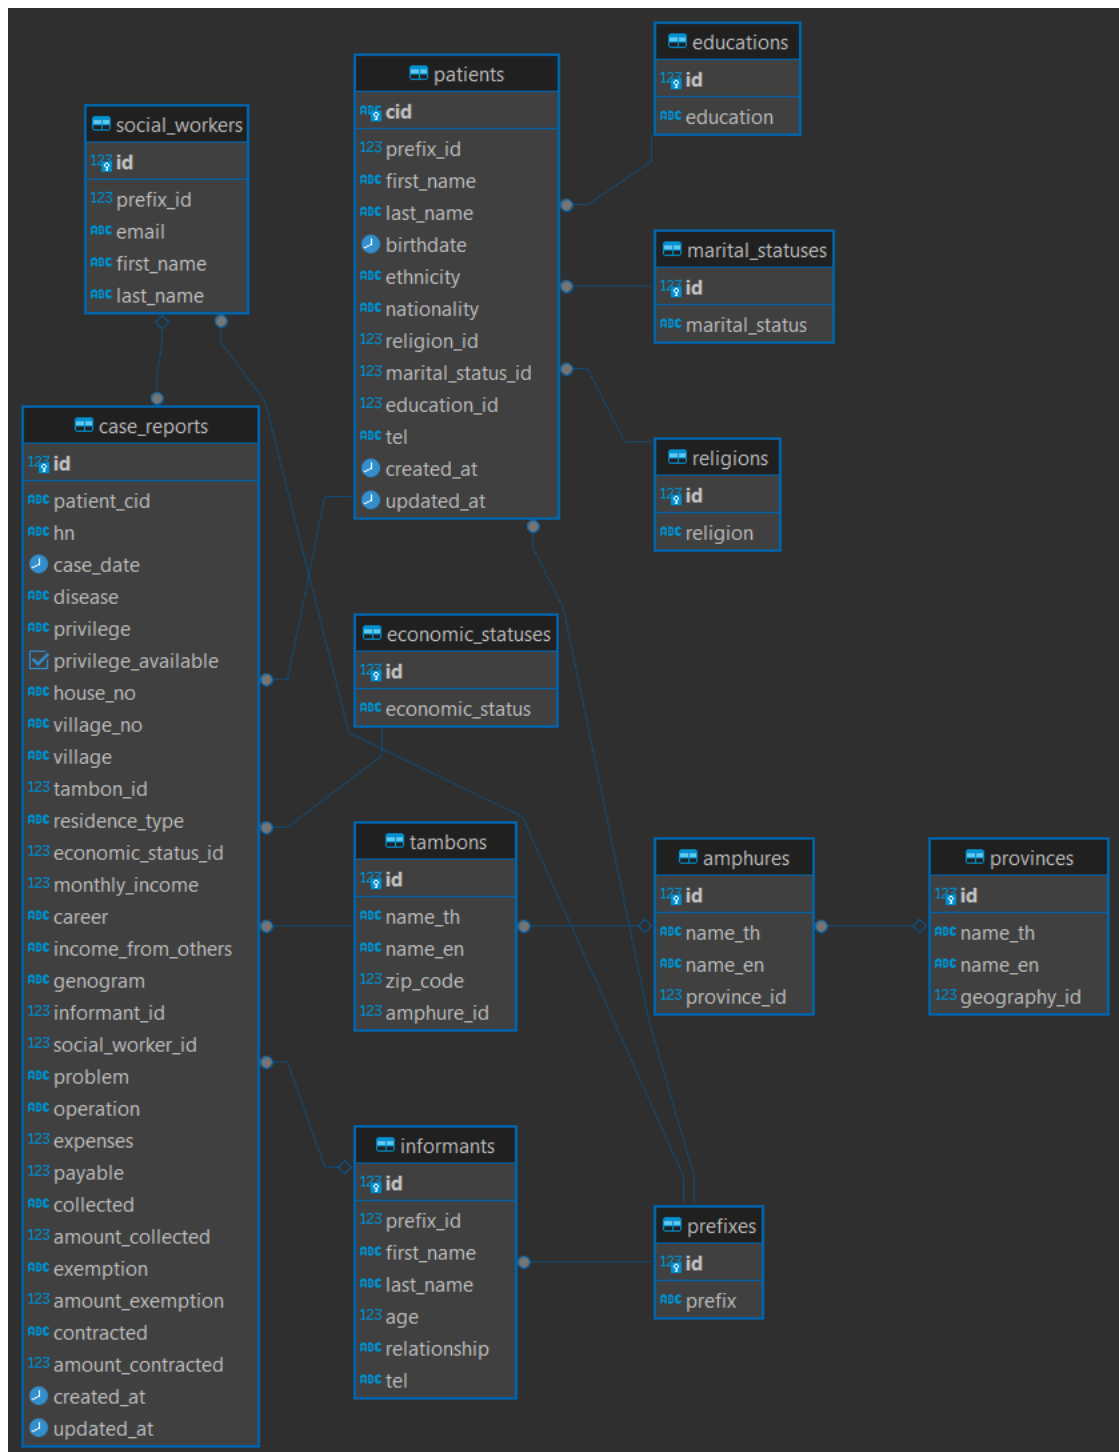 educations
id
education
patients
cid
prefix_id
first_name
last_name
birthdate
ethnicity
nationality
religion_id
marital_status_id
education_id
tel
created_at
updated_at
social_workers
id
prefix_id
email
first_name
last_name
marital_statuses
id
marital_status
religions
id
religion
case_reports
id
patient_cid
hn
case_date
disease
privilege
privilege_available
house_no
village_no
village
tambon_id
residence_type
economic_status_id
monthly_income
career
income_from_others
genogram
informant_id
social_worker_id
problem
operation
expenses
payable
collected
amount_collected
exemption
amount_exemption
contracted
amount_contracted
created_at
updated_at
economic_statuses
id
economic_status
tambons
id
name_th
name_en
zip_code
amphure_id
amphures
id
name_th
name_en
province_id
provinces
id
name_th
name_en
geography_id
informants
id
prefix_id
first_name
last_name
age
relationship
tel
prefixes
id
prefix